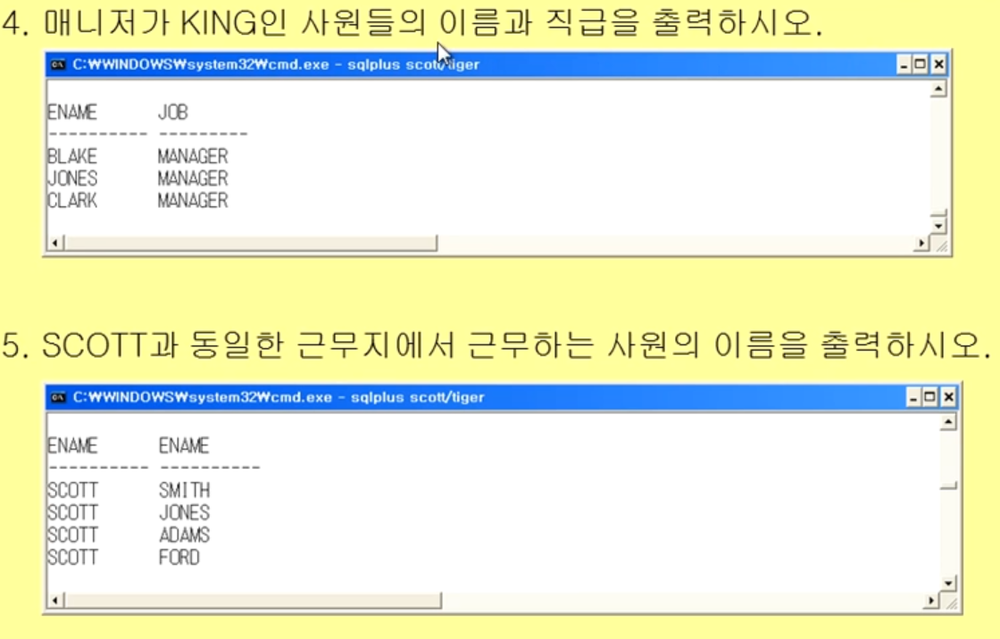 4. 매니저가 KING인 사원들의 이름과 직급을 출력하시오.
C:₩WINDOWS₩system32₩cmd.exe - sqlplus scott/tiger
ENAME JOB
---------- ---------
BLAKE MANAGER
JONES MANAGER
CLARK MANAGER
5. SCOTT과 동일한 근무지에서 근무하는 사원의 이름을 출력하시오.
C:₩WINDOWS₩system32₩cmd.exe - sqlplus scott/tiger
ENAME ENAME
---------- ----------
SCOTT SMITH
SCOTT JONES
SCOTT ADAMS
SCOTT FORD